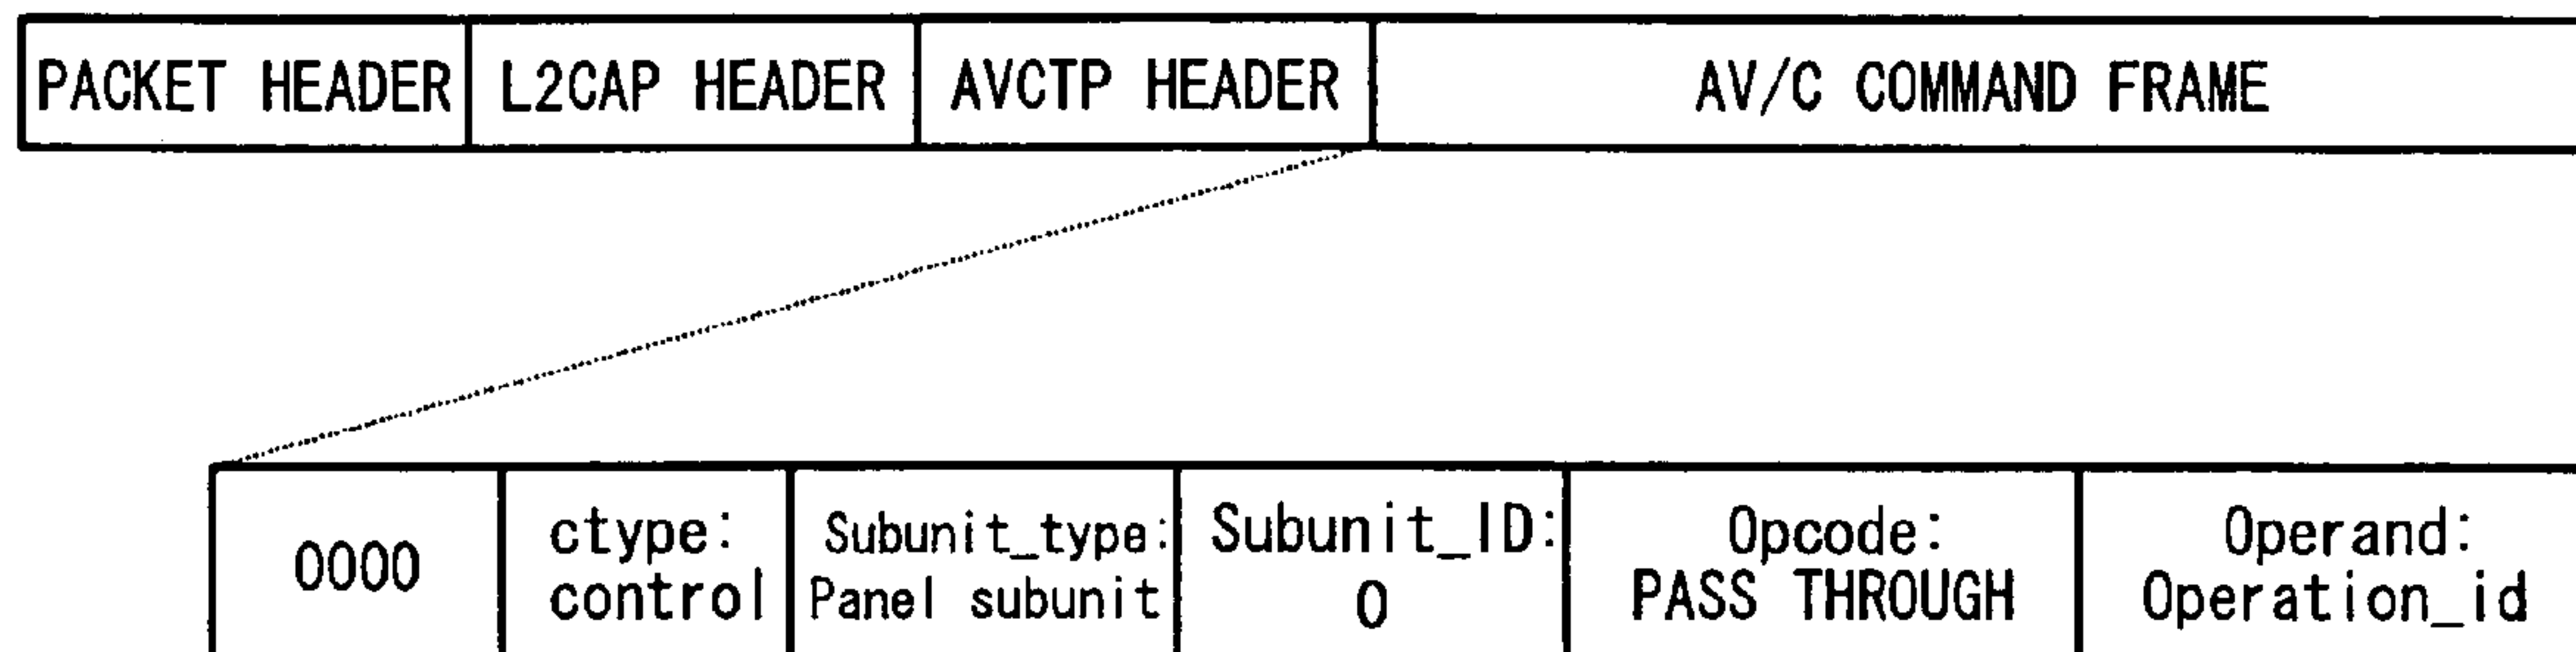 PACKET HEADER L2CAP HEADER AVCTP HEADER AV/C COMMAND FRAME
0000
ctype:
control
Subunit_type:
Panel subunit
Subunit_ID:
0
Opcode:
PASS THROUGH
Operand:
Operation_id